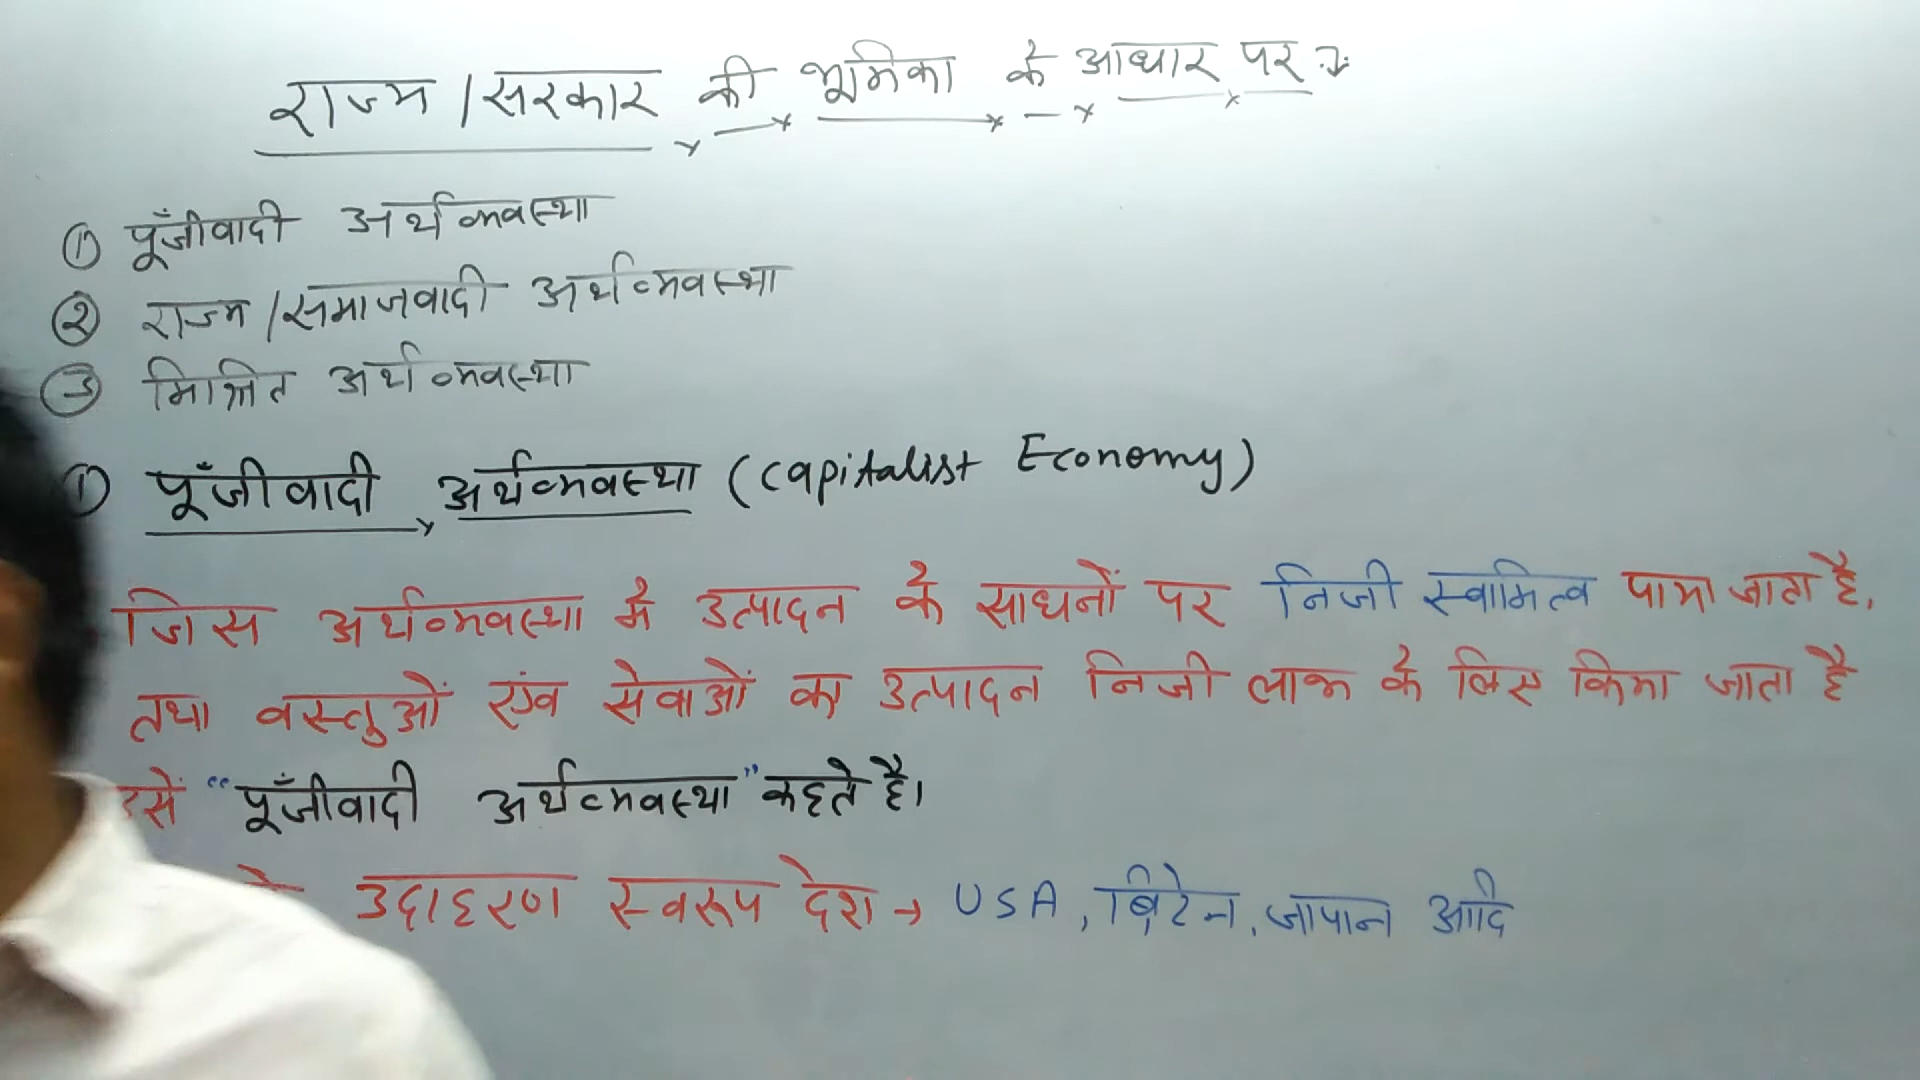 राज्य/सरकार की भूमिका के आधार पर :-
① पूँजीवादी अर्थव्यवस्था
② राज्य/समाजवादी अर्थव्यवस्था
③ मिश्रित अर्थव्यवस्था
① पूँजीवादी अर्थव्यवस्था (Capitalist Economy)
जिस अर्थव्यवस्था मे उत्पादन के साधनों पर निजी स्वामित्व पाया जाता है,
तथा वस्तुओं एंव सेवाओं का उत्पादन निजी लाभ के लिए किया जाता है
उसें "पूँजीवादी अर्थव्यवस्था" कहते है।
उदाहरण स्वरूप देश → USA, ब्रिटेन, जापान आदि